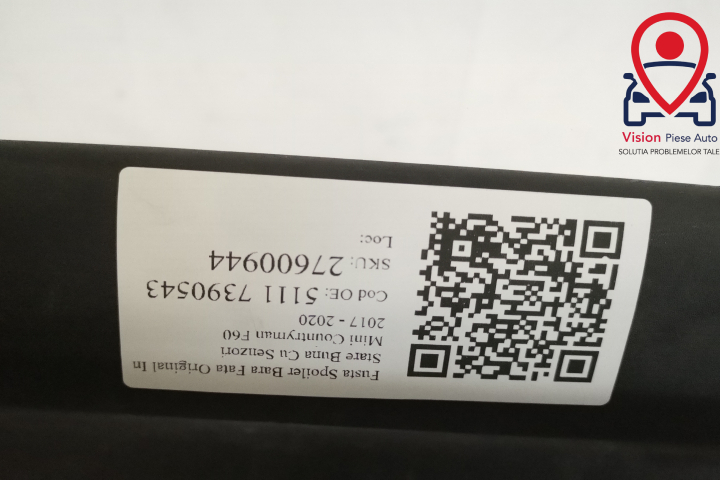 Vision Piese Auto
SOLUTIA PROBLEMELOR TALE
Fusta Spoiler Bara Fata Original In
Stare Buna Cu Senzori
Mini Countryman F60
2017 - 2020
Cod OE: 5111 7390543
SKU: 27600944
Loc: